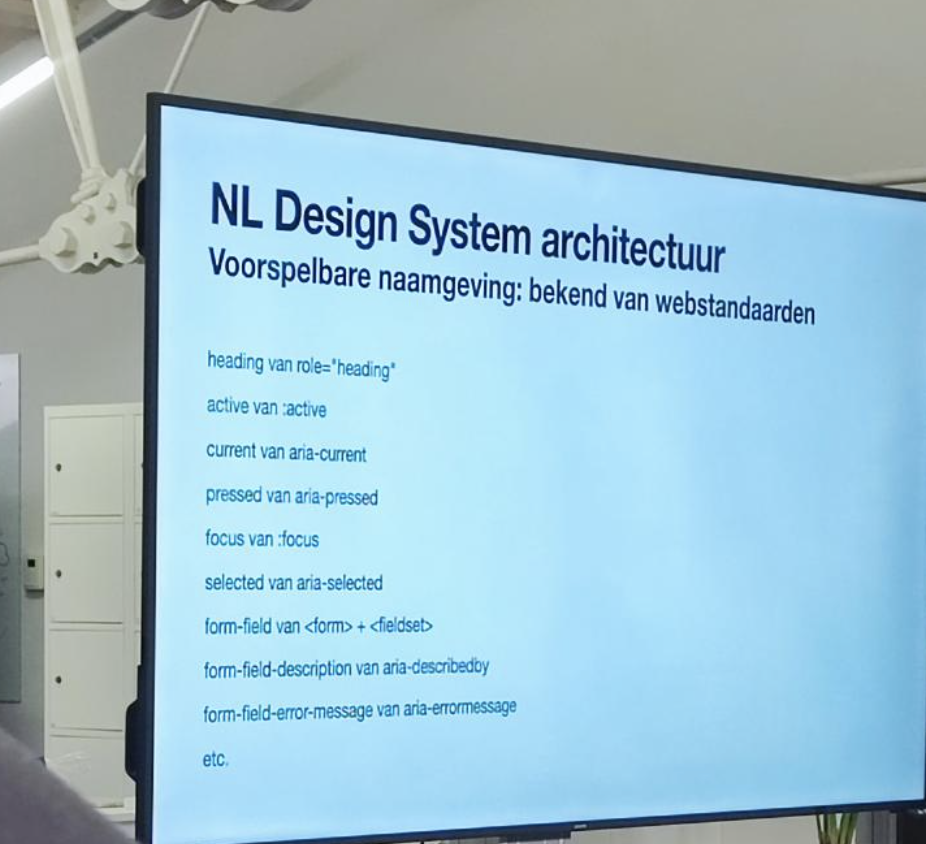 NL Design System architectuur
Voorspelbare naamgeving: bekend van webstandaarden
heading van role="heading"
active van :active
current van aria-current
pressed van aria-pressed
focus van :focus
selected van aria-selected
form-field van <form> + <fieldset>
form-field-description van aria-describedby
form-field-error-message van aria-errormessage
etc.